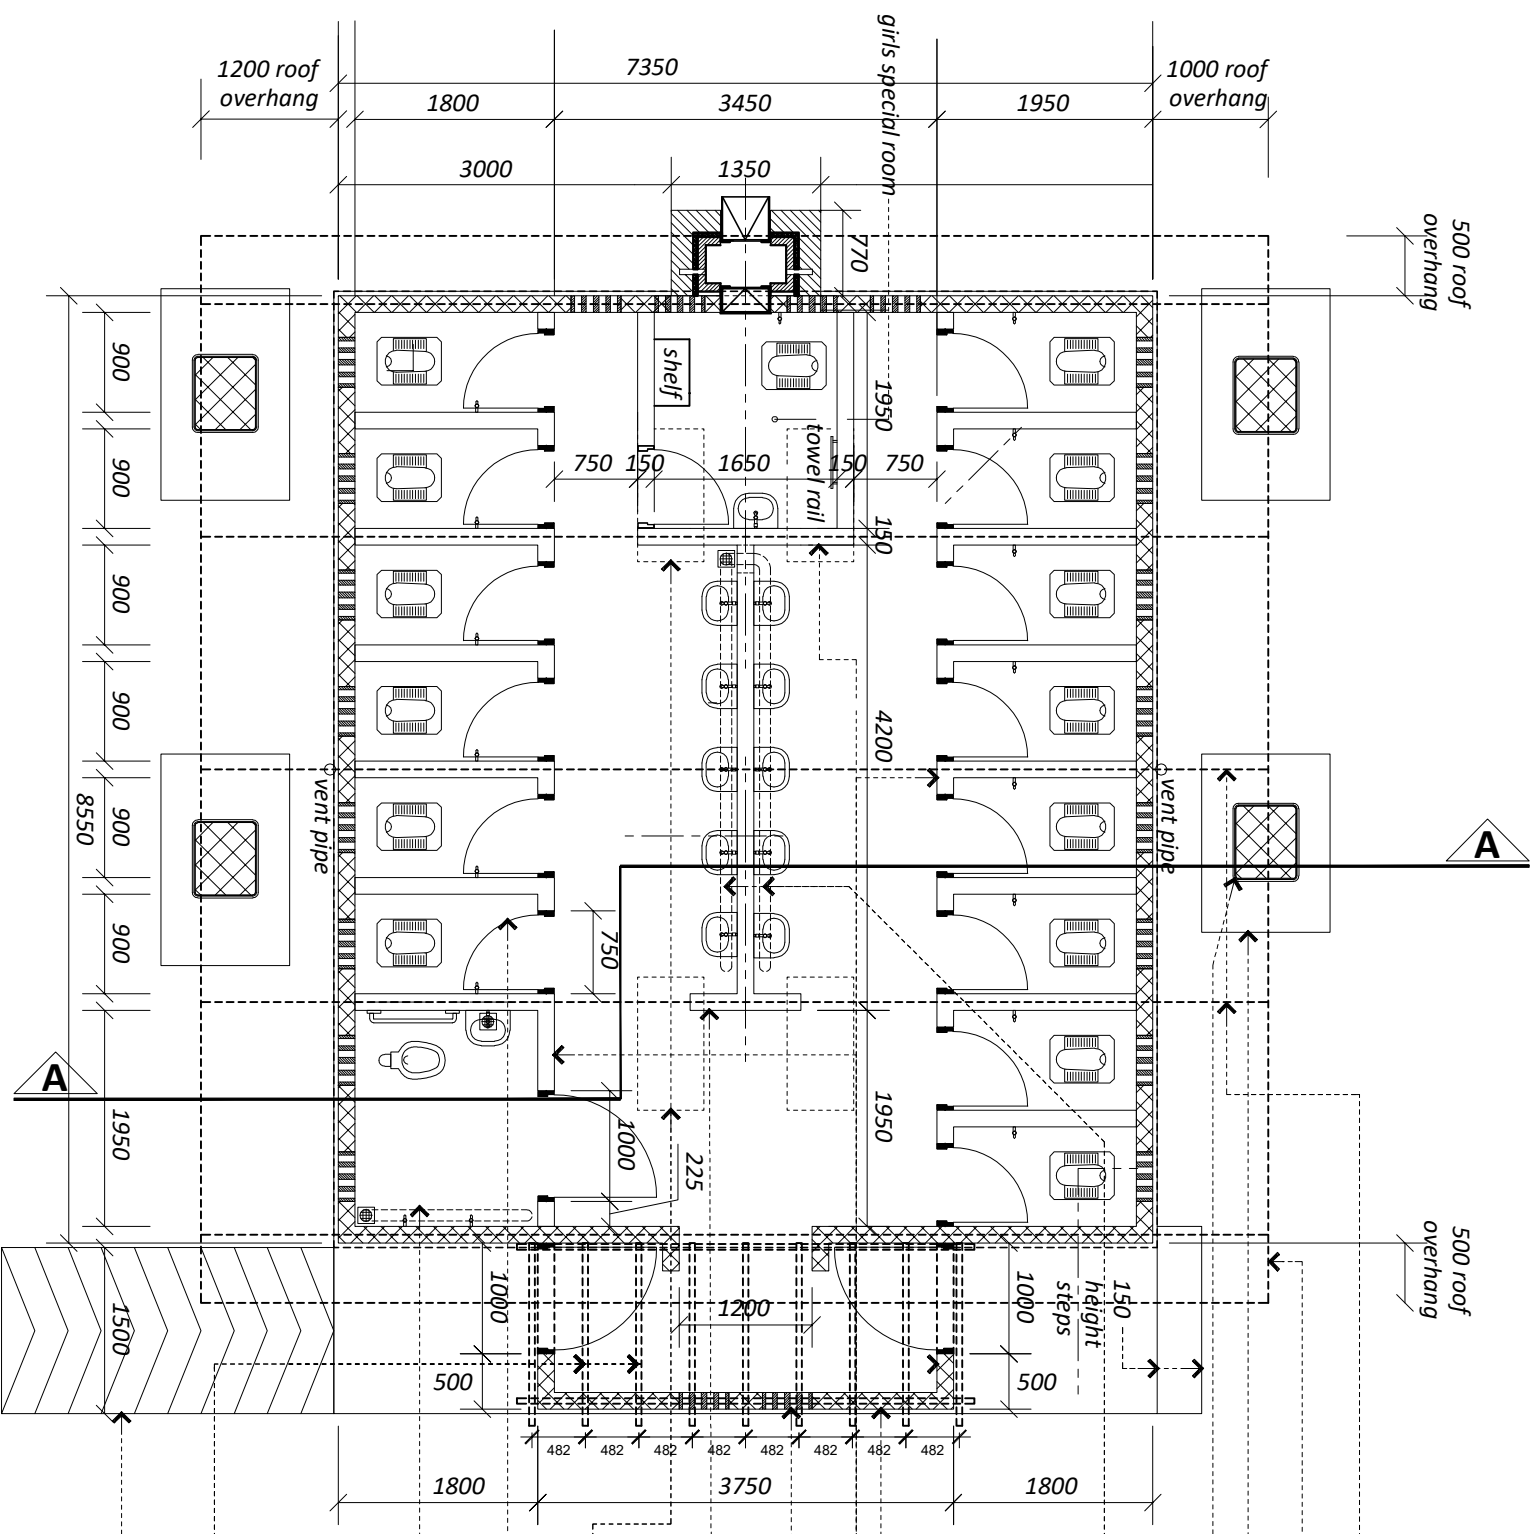 1200 roof
overhang
7350
1000 roof
overhang
1800
3450
1950
girls special room
3000
1350
500 roof
overhang
770
900
shelf
1950
towel rail
900
750
150
1650
150
750
150
900
900
4200
vent pipe
vent pipe
8550
900
A
900
750
A
1950
1000
225
1950
500 roof
overhang
1500
1000
1200
1000
height
steps
150
500
500
482
482
482
482
482
482
482
482
1800
3750
1800